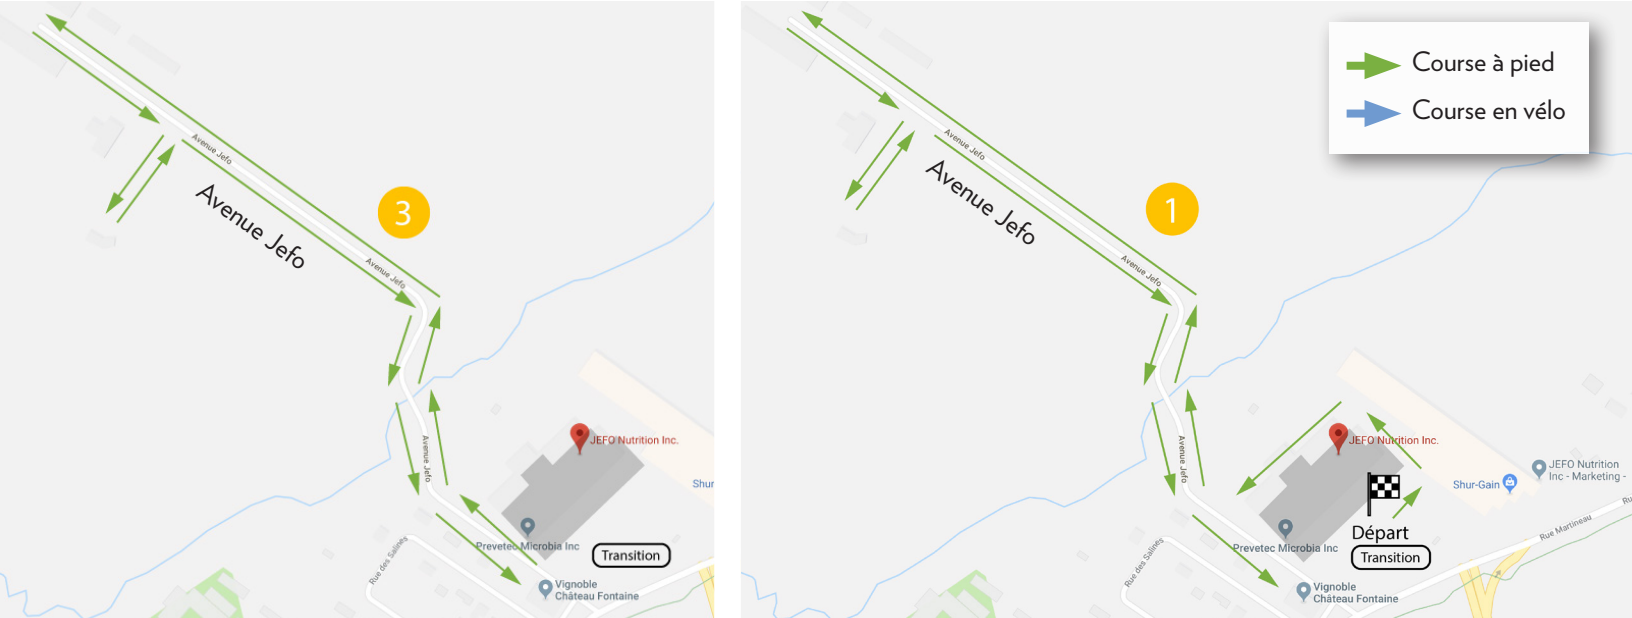 Avenue Jefo
Avenue Jefo
3
Avenue Jefo
Avenue Jefo
JEFO Nutrition Inc.
Shur
Prevetec Microbia Inc
Transition
Rue des Salines
Vignoble
Château Fontaine
Course à pied
Course en vélo
Avenue Jefo
Avenue Jefo
1
Avenue Jefo
Avenue Jefo
JEFO Nutrition Inc.
Shur-Gain
JEFO Nutrition
Inc - Marketing -
Ru
Rue Martineau
Départ
Prevetec Microbia Inc
Transition
Rue des Salines
Vignoble
Château Fontaine